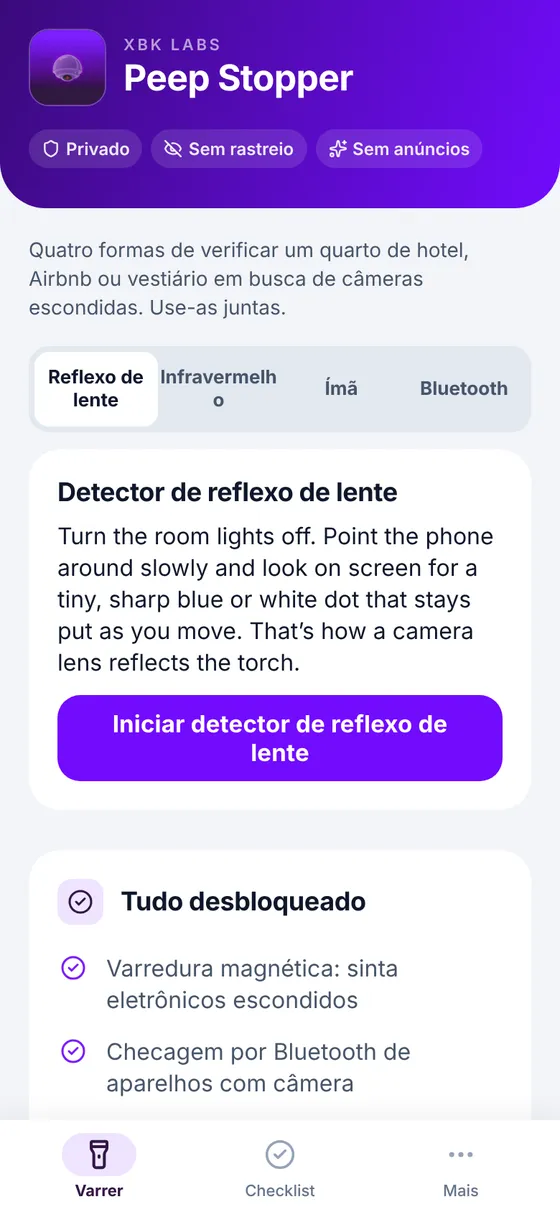 XBK LABS
Peep Stopper
Privado
Sem rastreio
Sem anúncios
Quatro formas de verificar um quarto de hotel,
Airbnb ou vestiário em busca de câmeras
escondidas. Use-as juntas.
Reflexo de
lente
Infravermelh
o
Ímã
Bluetooth
Detector de reflexo de lente
Turn the room lights off. Point the phone
around slowly and look on screen for a
tiny, sharp blue or white dot that stays
put as you move. That’s how a camera
lens reflects the torch.
Iniciar detector de reflexo de
lente
Tudo desbloqueado
Varredura magnética: sinta
eletrônicos escondidos
Checagem por Bluetooth de
aparelhos com câmera
Varrer
Checklist
Mais